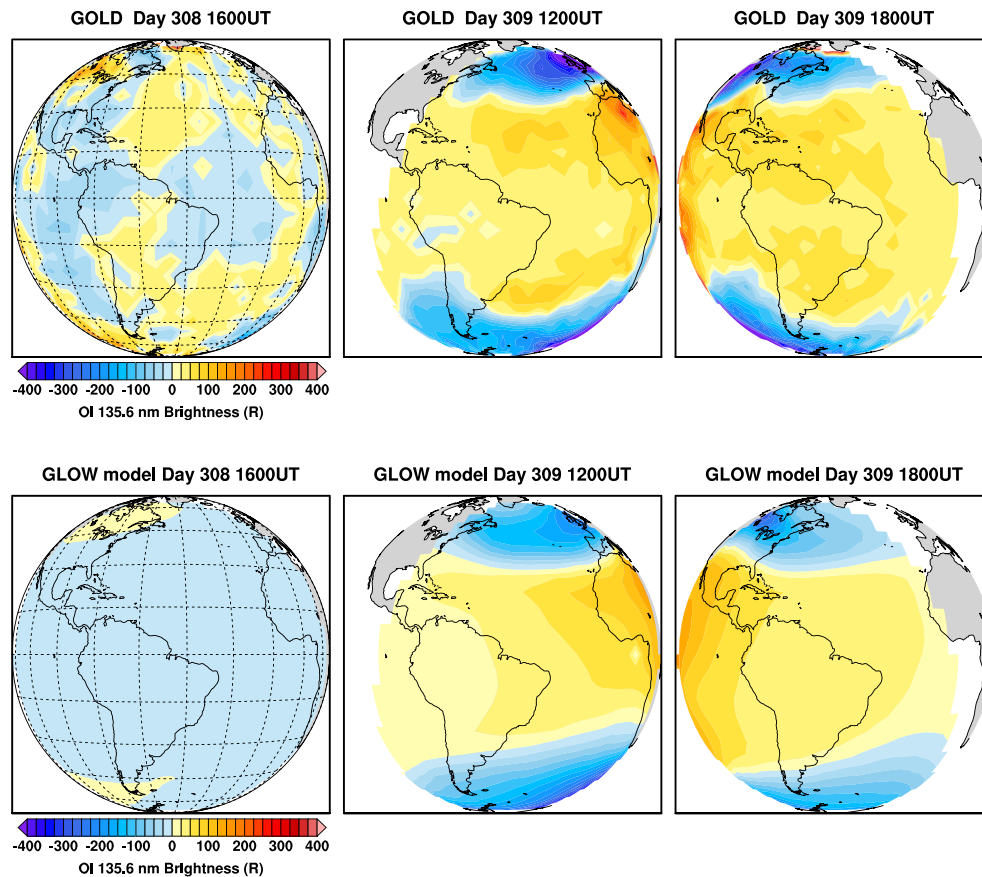 GOLD  Day 308 1600UT
GOLD  Day 309 1200UT
GOLD  Day 309 1800UT
-400 -300 -200 -100 0 100 200 300 400
OI 135.6 nm Brightness (R)
GLOW model Day 308 1600UT
GLOW model Day 309 1200UT
GLOW model Day 309 1800UT
-400 -300 -200 -100 0 100 200 300 400
OI 135.6 nm Brightness (R)